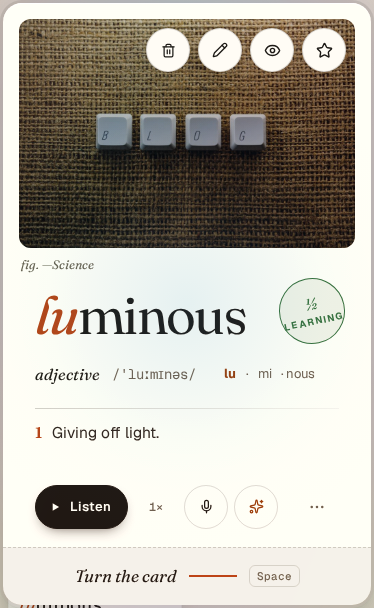 B L O G
fig. —Science
luminous
½
LEARNING
adjective /ˈluːmɪnəs/ lu · mi · nous
1 Giving off light.
Listen 1×
Turn the card Space